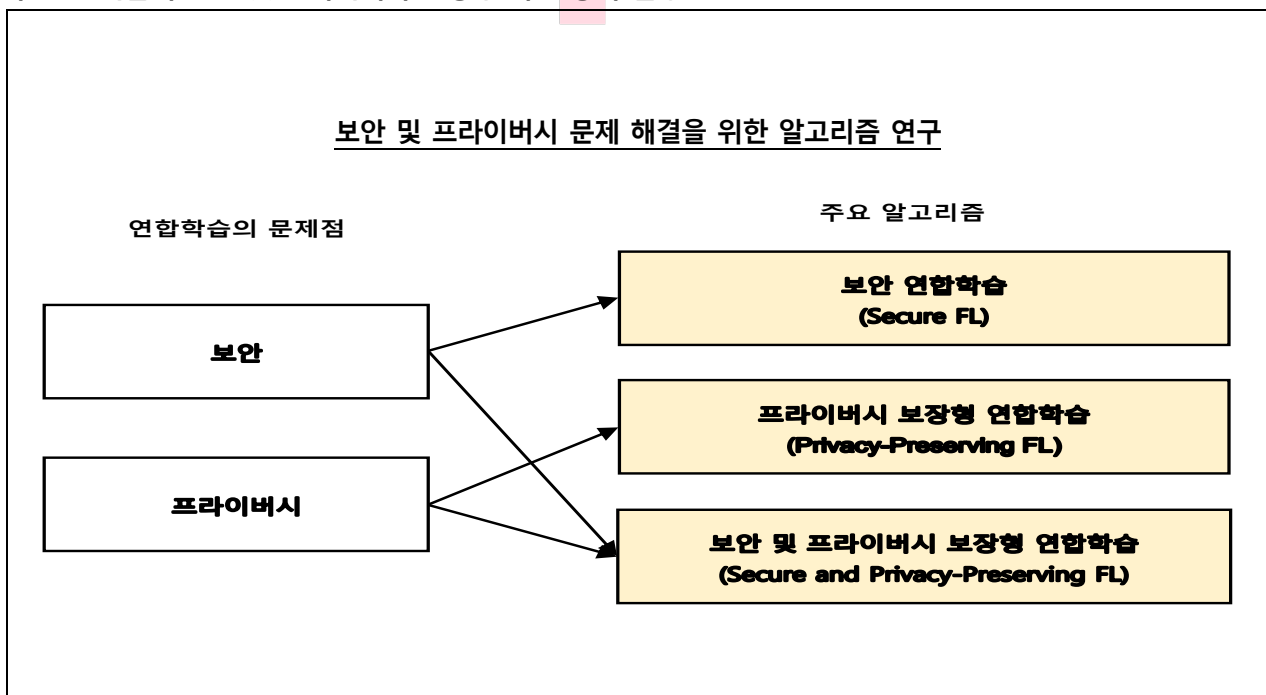 보안 및 프라이버시 문제 해결을 위한 알고리즘 연구
연합학습의 문제점
주요 알고리즘
보안
프라이버시
보안 연합학습
(Secure FL)
프라이버시 보장형 연합학습
(Privacy-Preserving FL)
보안 및 프라이버시 보장형 연합학습
(Secure and Privacy-Preserving FL)